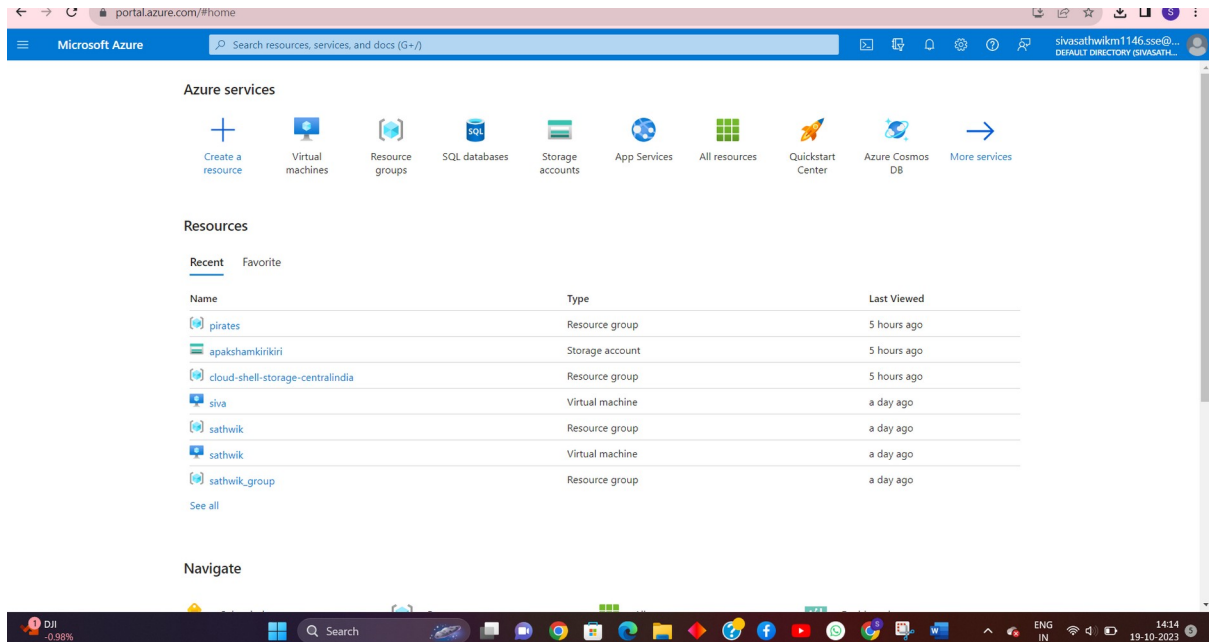 portal.azure.com/#home
S
Microsoft Azure
Search resources, services, and docs (G+/)
sivasathwikm1146.sse@...
DEFAULT DIRECTORY (SIVASATH...
Azure services
Create a resource
Virtual machines
Resource groups
SQL
SQL databases
Storage accounts
App Services
All resources
Quickstart Center
Azure Cosmos DB
More services
Resources
Recent Favorite
Name Type Last Viewed
pirates Resource group 5 hours ago
apakshamkirikiri Storage account 5 hours ago
cloud-shell-storage-centralindia Resource group 5 hours ago
siva Virtual machine a day ago
sathwik Resource group a day ago
sathwik Virtual machine a day ago
sathwik_group Resource group a day ago
See all
Navigate
1 DJI
-0.98%
Search
ENG
IN
14:14
19-10-2023
5